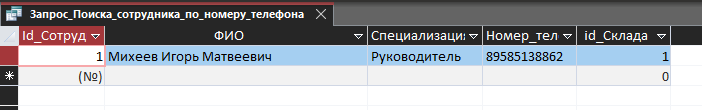 Запрос_Поиска_сотрудника_по_номеру_телефона
Id_Сотруд ФИО Специализаци Номер_тел id_Склада
1 Михеев Игорь Матвеевич Руководитель 89585138862 1
* (№) 0